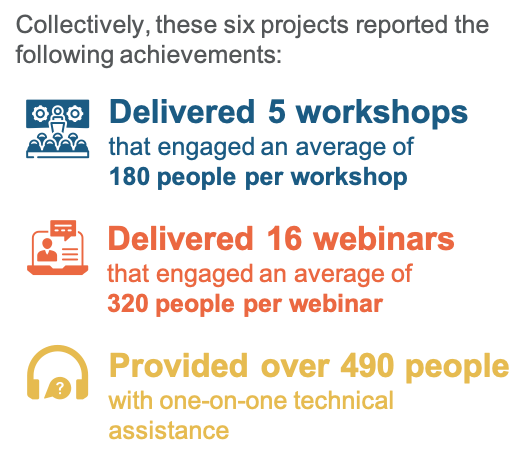 Collectively, these six projects reported the
following achievements:
Delivered 5 workshops
that engaged an average of
180 people per workshop
Delivered 16 webinars
that engaged an average of
320 people per webinar
?
Provided over 490 people
with one-on-one technical
assistance